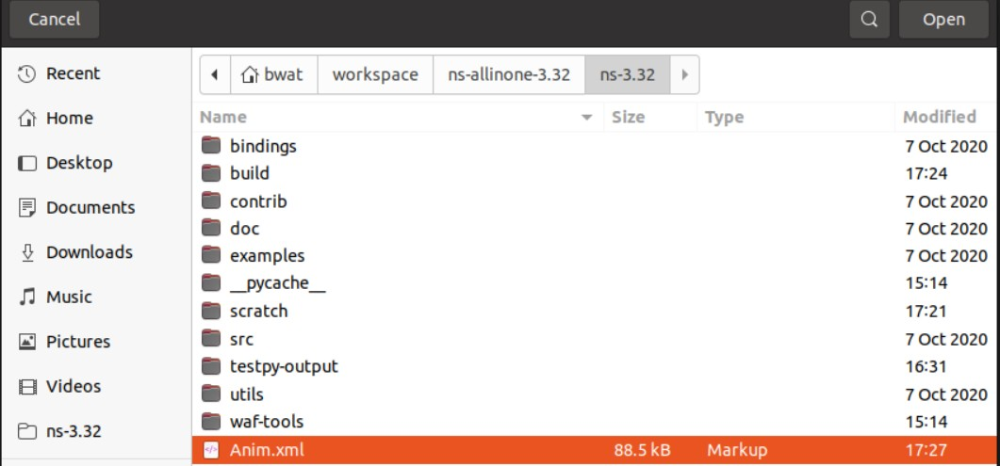 Cancel Open
Recent
Home
Desktop
Documents
Downloads
Music
Pictures
Videos
ns-3.32
bwat workspace ns-allinone-3.32 ns-3.32
Name Size Type Modified
bindings 7 Oct 2020
build 17:24
contrib 7 Oct 2020
doc 7 Oct 2020
examples 7 Oct 2020
__pycache__ 15:14
scratch 17:21
src 7 Oct 2020
testpy-output 16:31
utils 7 Oct 2020
waf-tools 15:14
Anim.xml 88.5 kB Markup 17:27